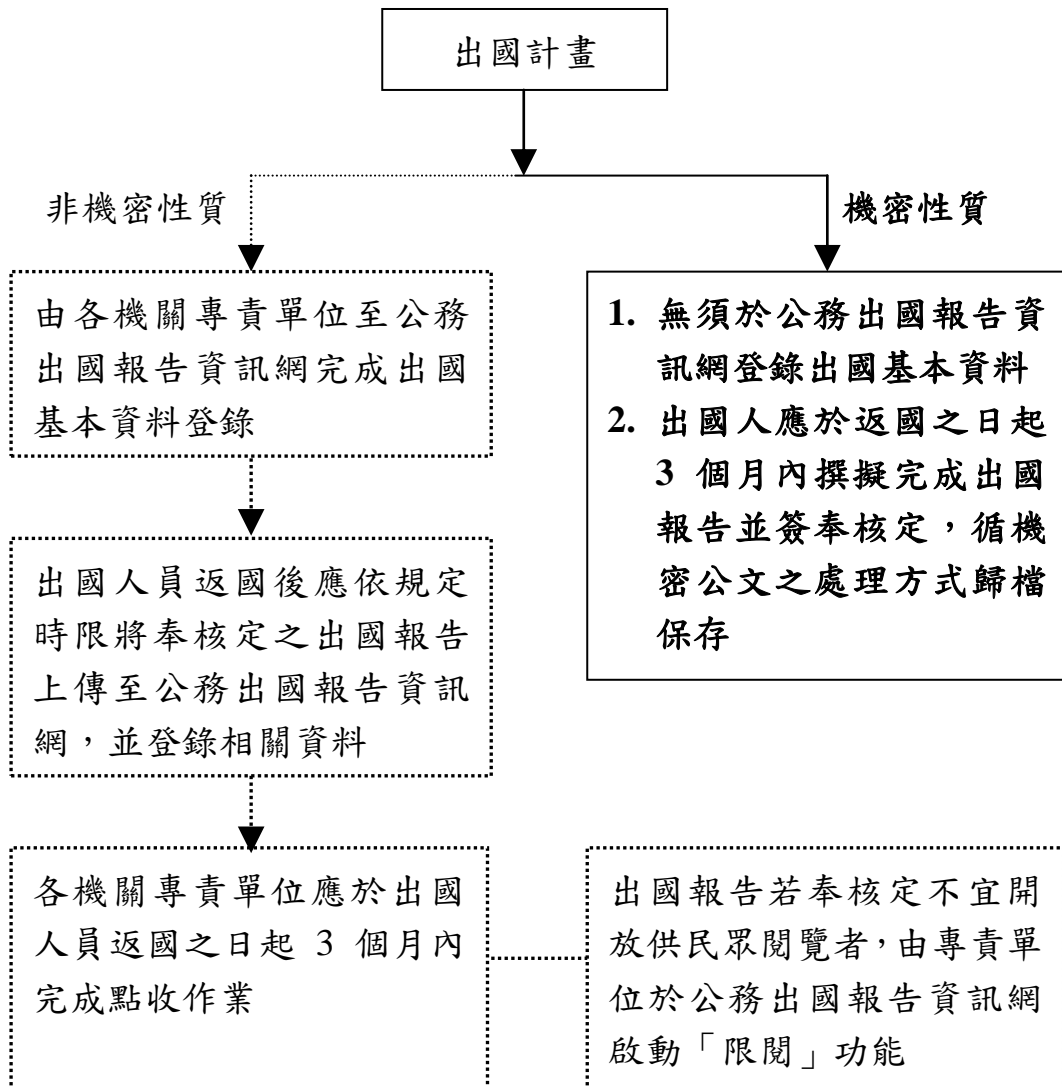 出國計畫
非機密性質
機密性質
由各機關專責單位至公務
出國報告資訊網完成出國
基本資料登錄
1. 無須於公務出國報告資
訊網登錄出國基本資料
2. 出國人應於返國之日起
3 個月內撰擬完成出國
報告並簽奉核定，循機
密公文之處理方式歸檔
保存
出國人員返國後應依規定
時限將奉核定之出國報告
上傳至公務出國報告資訊
網，並登錄相關資料
各機關專責單位應於出國
人員返國之日起 3 個月內
完成點收作業
出國報告若奉核定不宜開
放供民眾閱覽者，由專責單
位於公務出國報告資訊網
啟動「限閱」功能